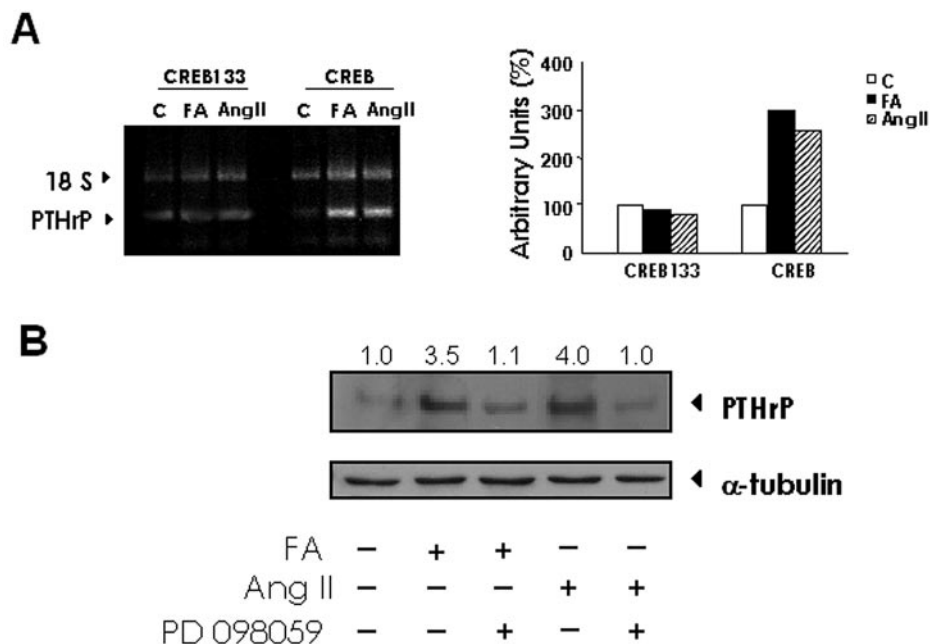 A
CREB133 CREB
C FA AngII C FA AngII
18 S
PTHrP
Arbitrary Units (%)
400
300
200
100
0
CREB133 CREB
C
FA
AngII
B
1.0 3.5 1.1 4.0 1.0
PTHrP
α-tubulin
FA – + + – –
Ang II – – – + +
PD 098059 – – + – +